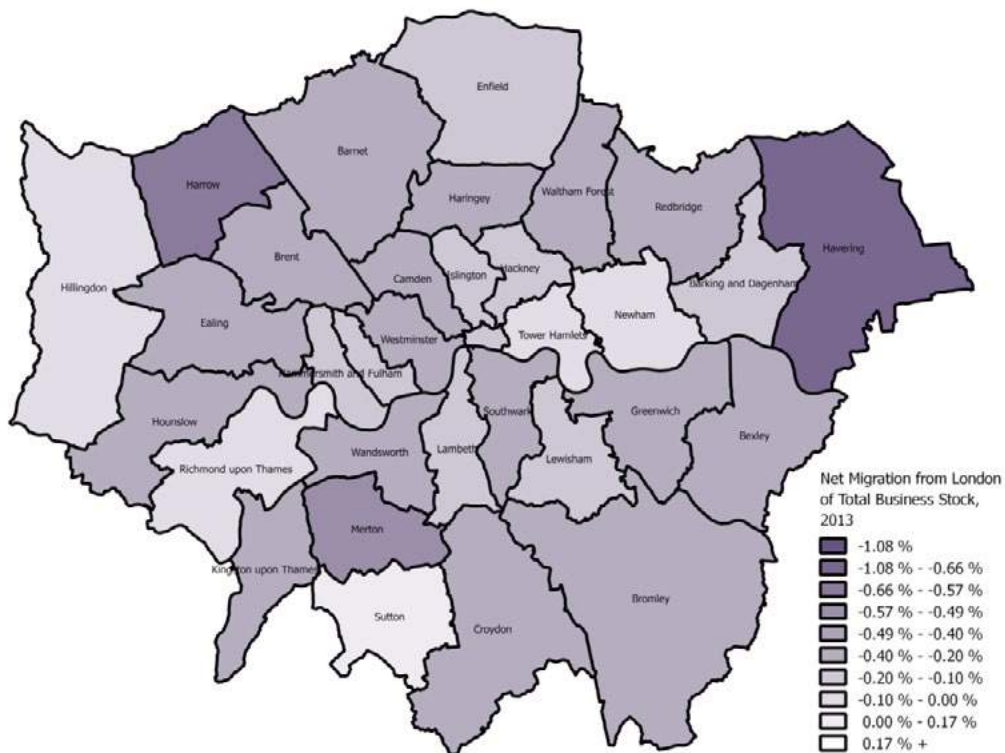 Enfield
Barnet
Harrow
Haringey
Waltham Forest
Redbridge
Havering
Brent
Camden
Islington
Hackney
Barking and Dagenham
Hillingdon
Ealing
Westminster
Tower Hamlets
Newham
Hammersmith and Fulham
Hounslow
Southwark
Greenwich
Bexley
Richmond upon Thames
Wandsworth
Lambeth
Lewisham
Merton
Kingston upon Thames
Sutton
Croydon
Bromley
Net Migration from London
of Total Business Stock,
2013
-1.08 %
-1.08 % - -0.66 %
-0.66 % - -0.57 %
-0.57 % - -0.49 %
-0.49 % - -0.40 %
-0.40 % - -0.20 %
-0.20 % - -0.10 %
-0.10 % - 0.00 %
0.00 % - 0.17 %
0.17 % +